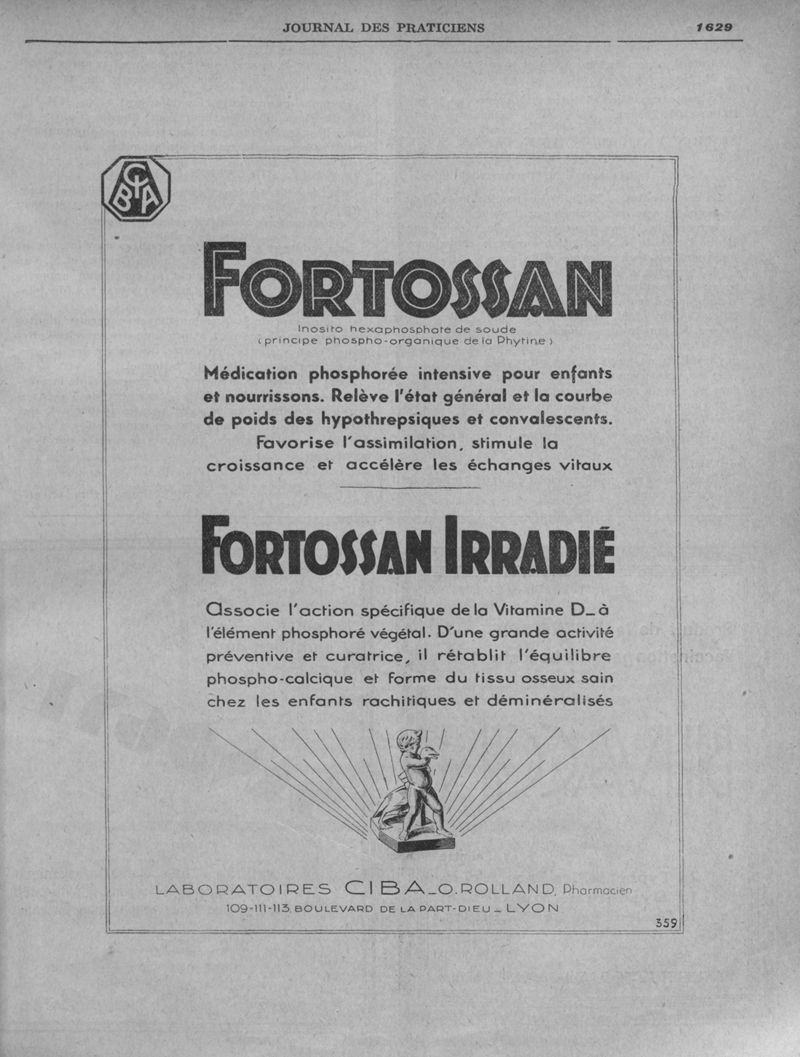 JOURNAL DES PRATICIENS 1629
CIBA
FORTOSSAN
Inosito hexaphosphate de soude
(principe phospho-organique de la Phytine)
Médication phosphorée intensive pour enfants
et nourrissons. Relève l'état général et la courbe
de poids des hypothrepsiques et convalescents.
Favorise l'assimilation, stimule la
croissance et accélère les échanges vitaux
FORTOSSAN IRRADIÉ
Associe l'action spécifique de la Vitamine D_à
l'élément phosphoré végétal. D'une grande activité
préventive et curatrice, il rétablit l'équilibre
phospho-calcique et forme du tissu osseux sain
chez les enfants rachitiques et déminéralisés
LABORATOIRES CIBA_O.ROLLAND, Pharmacien
109-111-113, BOULEVARD DE LA PART-DIEU _ LYON
359